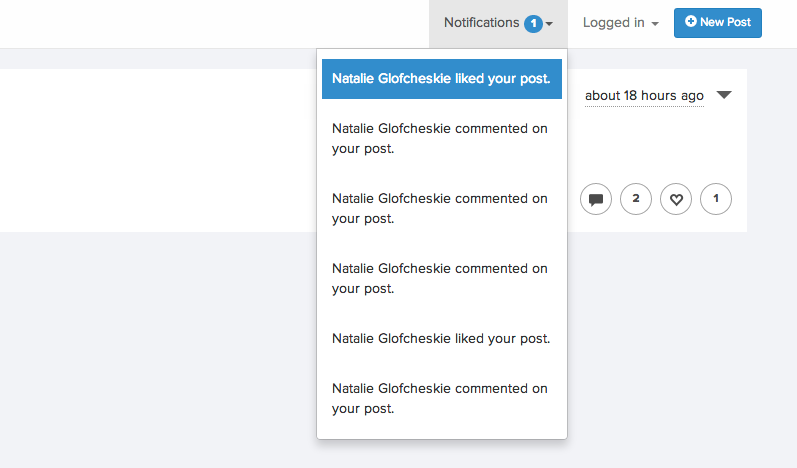 Notifications 1
Logged in
New Post
Natalie Glofcheskie liked your post.
about 18 hours ago
Natalie Glofcheskie commented on
your post.
Natalie Glofcheskie commented on
your post.
2
1
Natalie Glofcheskie commented on
your post.
Natalie Glofcheskie liked your post.
Natalie Glofcheskie commented on
your post.